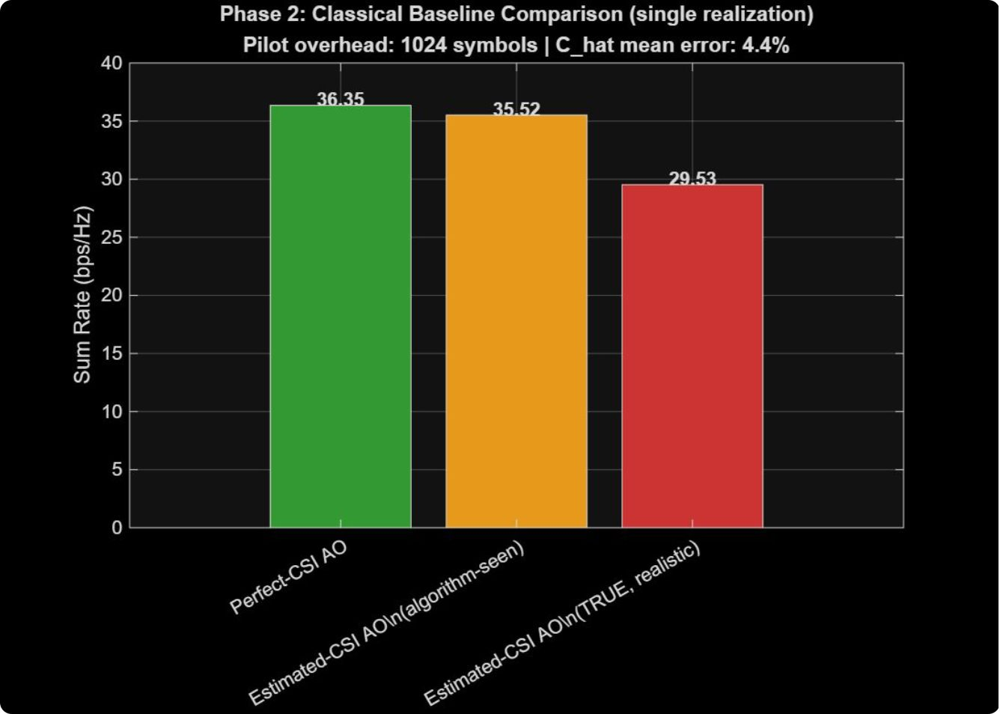 Phase 2: Classical Baseline Comparison (single realization)
Pilot overhead: 1024 symbols | C_hat mean error: 4.4%
40
35
30
25
20
15
10
5
0
Sum Rate (bps/Hz)
36.35
35.52
29.53
Perfect-CSI AO
Estimated-CSI AO\n(algorithm-seen)
Estimated-CSI AO\n(TRUE, realistic)